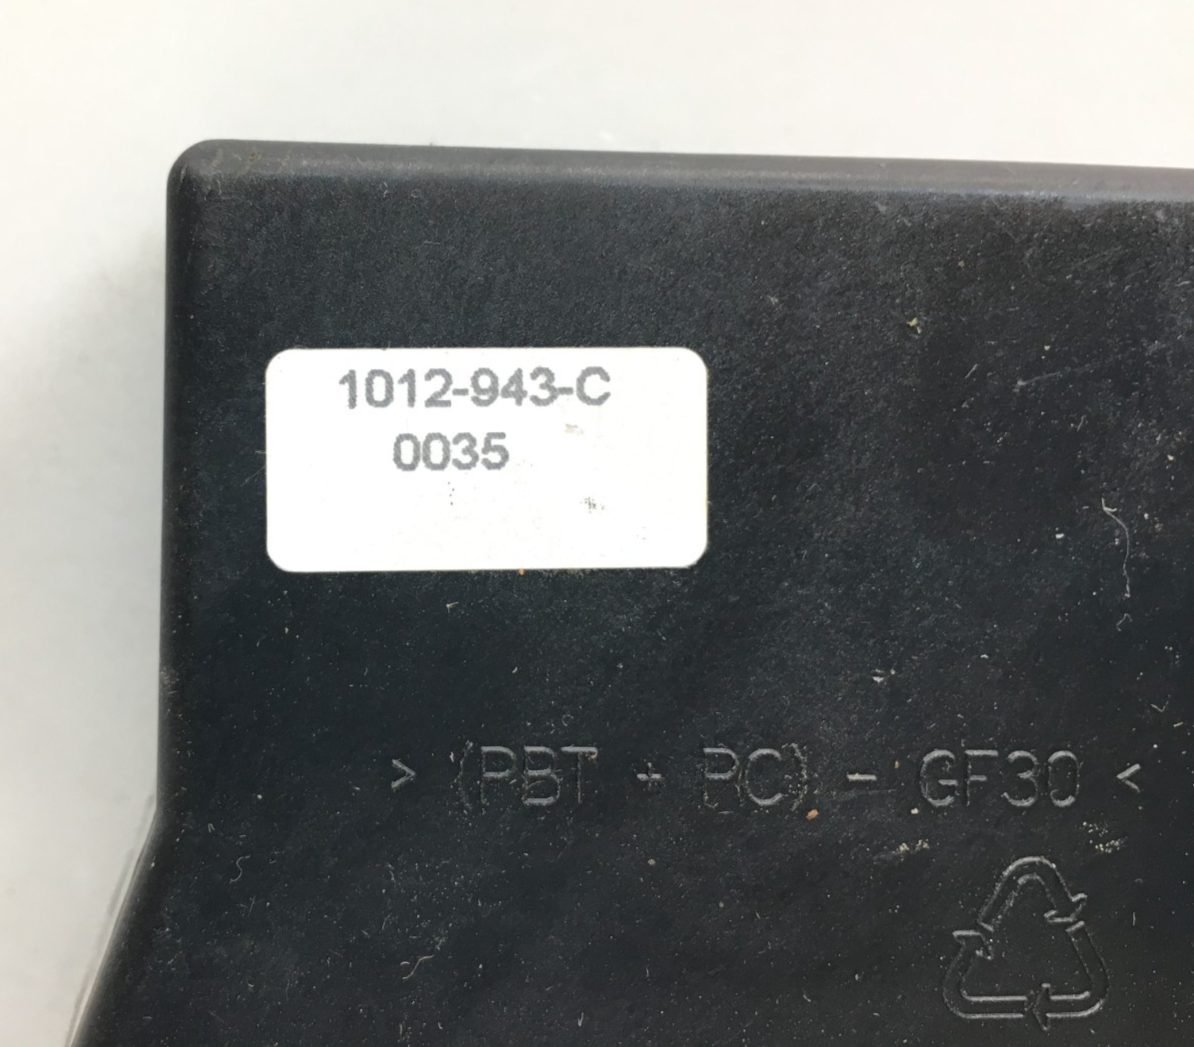 1012-943-C
0035
> (PBT + PC) - GF30 <